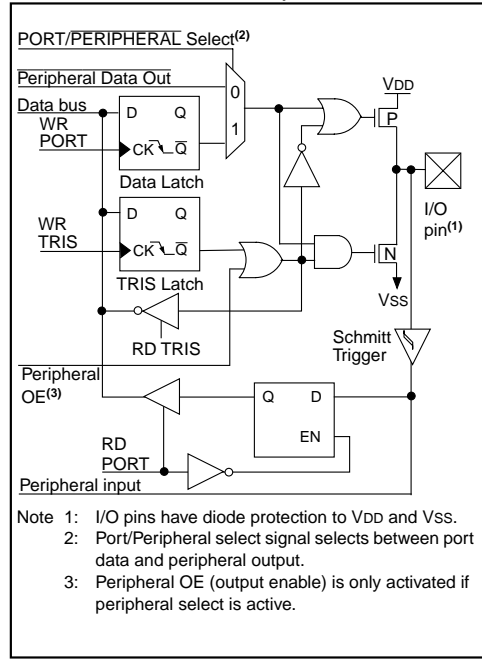 PORT/PERIPHERAL Select(2)
Peripheral Data Out
Data bus
WR
PORT
D Q
CK Q
Data Latch
0
1
VDD
P
I/O
pin(1)
WR
TRIS
D Q
CK Q
TRIS Latch
N
VSS
RD TRIS
Schmitt
Trigger
Peripheral
OE(3)
Q D
EN
RD
PORT
Peripheral input
Note 1: I/O pins have diode protection to VDD and VSS.
2: Port/Peripheral select signal selects between port
data and peripheral output.
3: Peripheral OE (output enable) is only activated if
peripheral select is active.